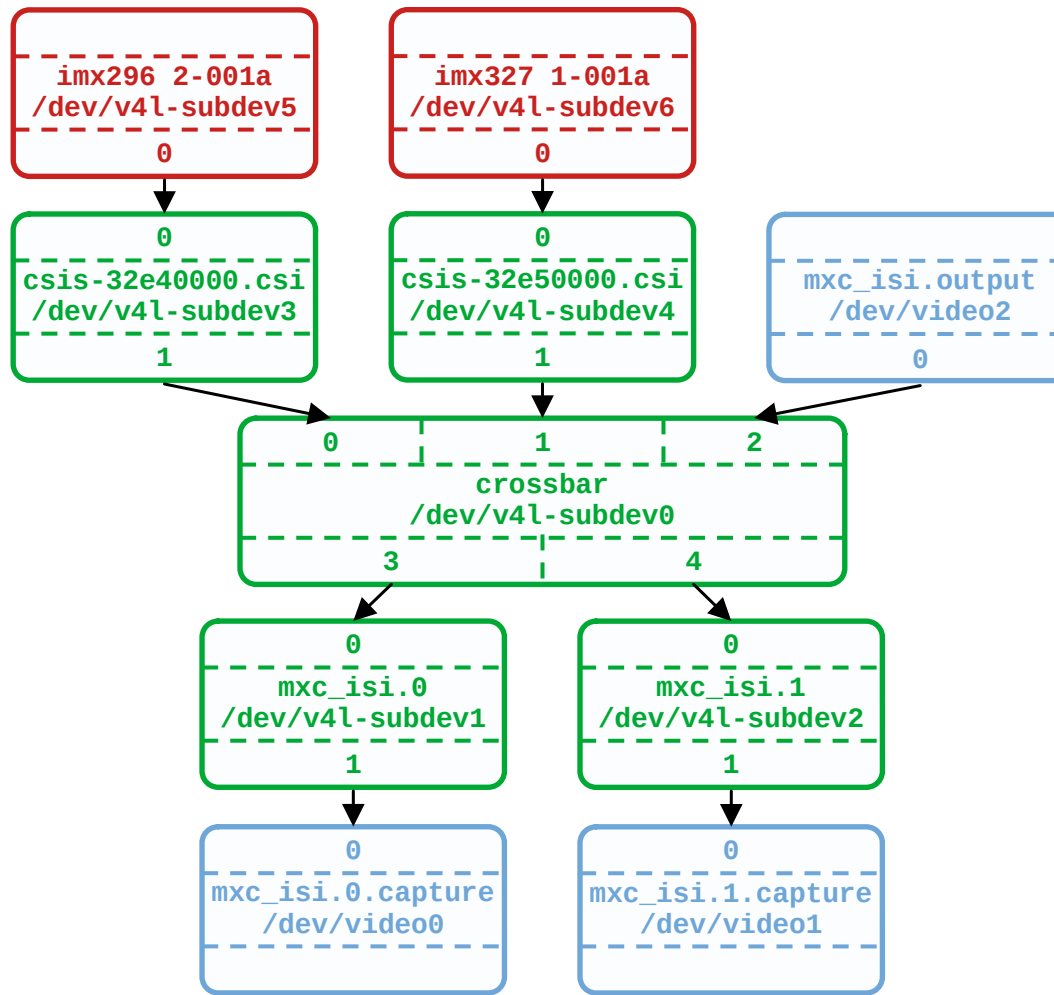 imx296 2-001a
/dev/v4l-subdev5
0
imx327 1-001a
/dev/v4l-subdev6
0
0
csis-32e40000.csi
/dev/v4l-subdev3
1
0
csis-32e50000.csi
/dev/v4l-subdev4
1
mxc_isi.output
/dev/video2
0
0 1 2
crossbar
/dev/v4l-subdev0
3 4
0
mxc_isi.0
/dev/v4l-subdev1
1
0
mxc_isi.1
/dev/v4l-subdev2
1
0
mxc_isi.0.capture
/dev/video0
0
mxc_isi.1.capture
/dev/video1